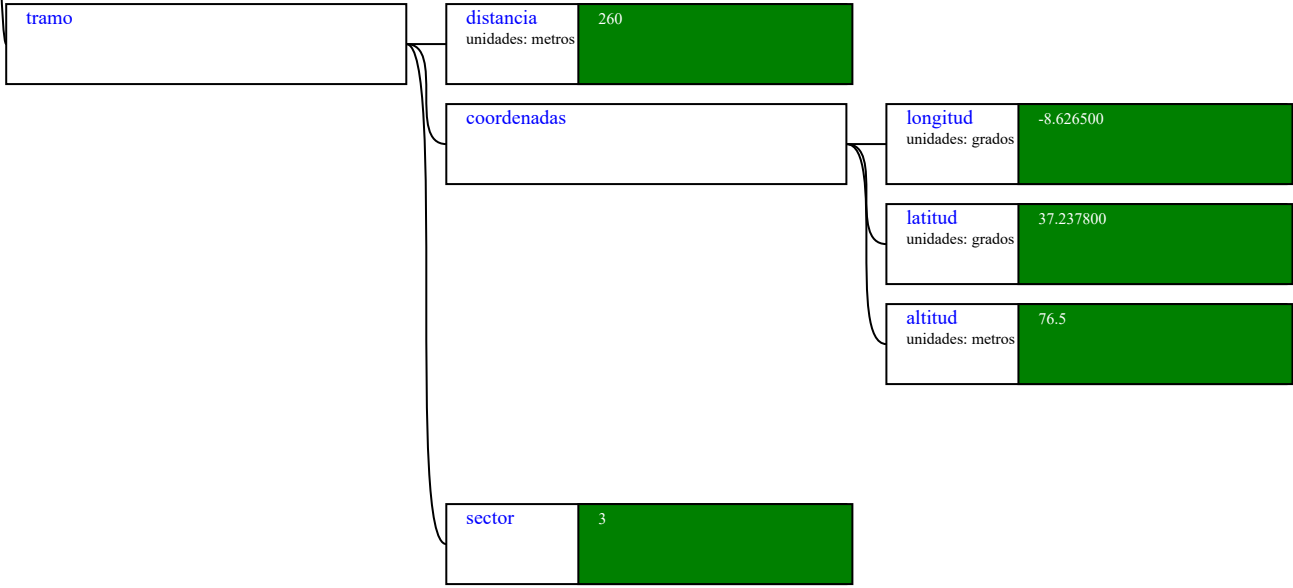 tramo
distancia
unidades: metros
260
coordenadas
longitud
unidades: grados
-8.626500
latitud
unidades: grados
37.237800
altitud
unidades: metros
76.5
sector
3